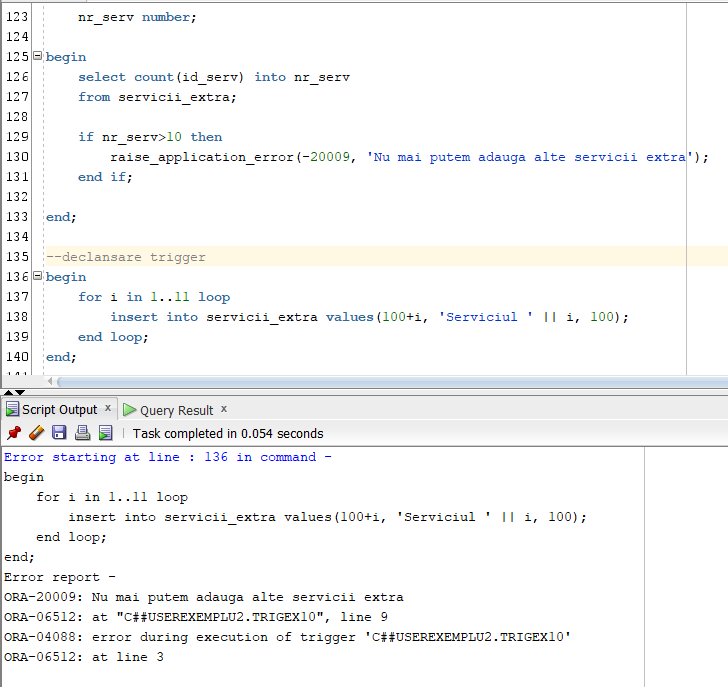 123 nr_serv number;
124
125 begin
126 select count(id_serv) into nr_serv
127 from servicii_extra;
128
129 if nr_serv>10 then
130 raise_application_error(-20009, 'Nu mai putem adauga alte servicii extra');
131 end if;
132
133 end;
134
135 --declansare trigger
136 begin
137 for i in 1..11 loop
138 insert into servicii_extra values(100+i, 'Serviciul ' || i, 100);
139 end loop;
140 end;
Script Output x Query Result x
Task completed in 0.054 seconds
Error starting at line : 136 in command -
begin
for i in 1..11 loop
insert into servicii_extra values(100+i, 'Serviciul ' || i, 100);
end loop;
end;
Error report -
ORA-20009: Nu mai putem adauga alte servicii extra
ORA-06512: at "C##USEREXEMPLU2.TRIGEX10", line 9
ORA-04088: error during execution of trigger 'C##USEREXEMPLU2.TRIGEX10'
ORA-06512: at line 3